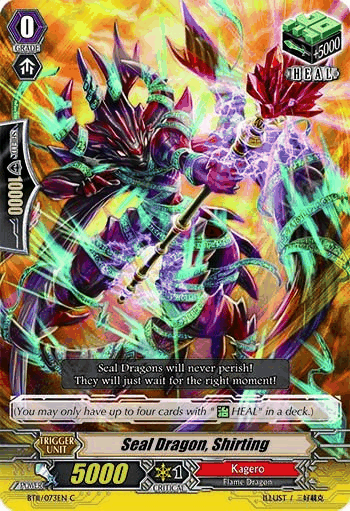 0
GRADE
+5000
HEAL
SHIELD
10000
Seal Dragons will never perish!
They will just wait for the right moment!
(You may only have up to four cards with " HEAL" in a deck.)
TRIGGER
UNIT
Seal Dragon, Shirting
POWER
5000
1
CRITICAL
Kagero
Flame Dragon
BT11/073EN C
ILLUST / 三好載克